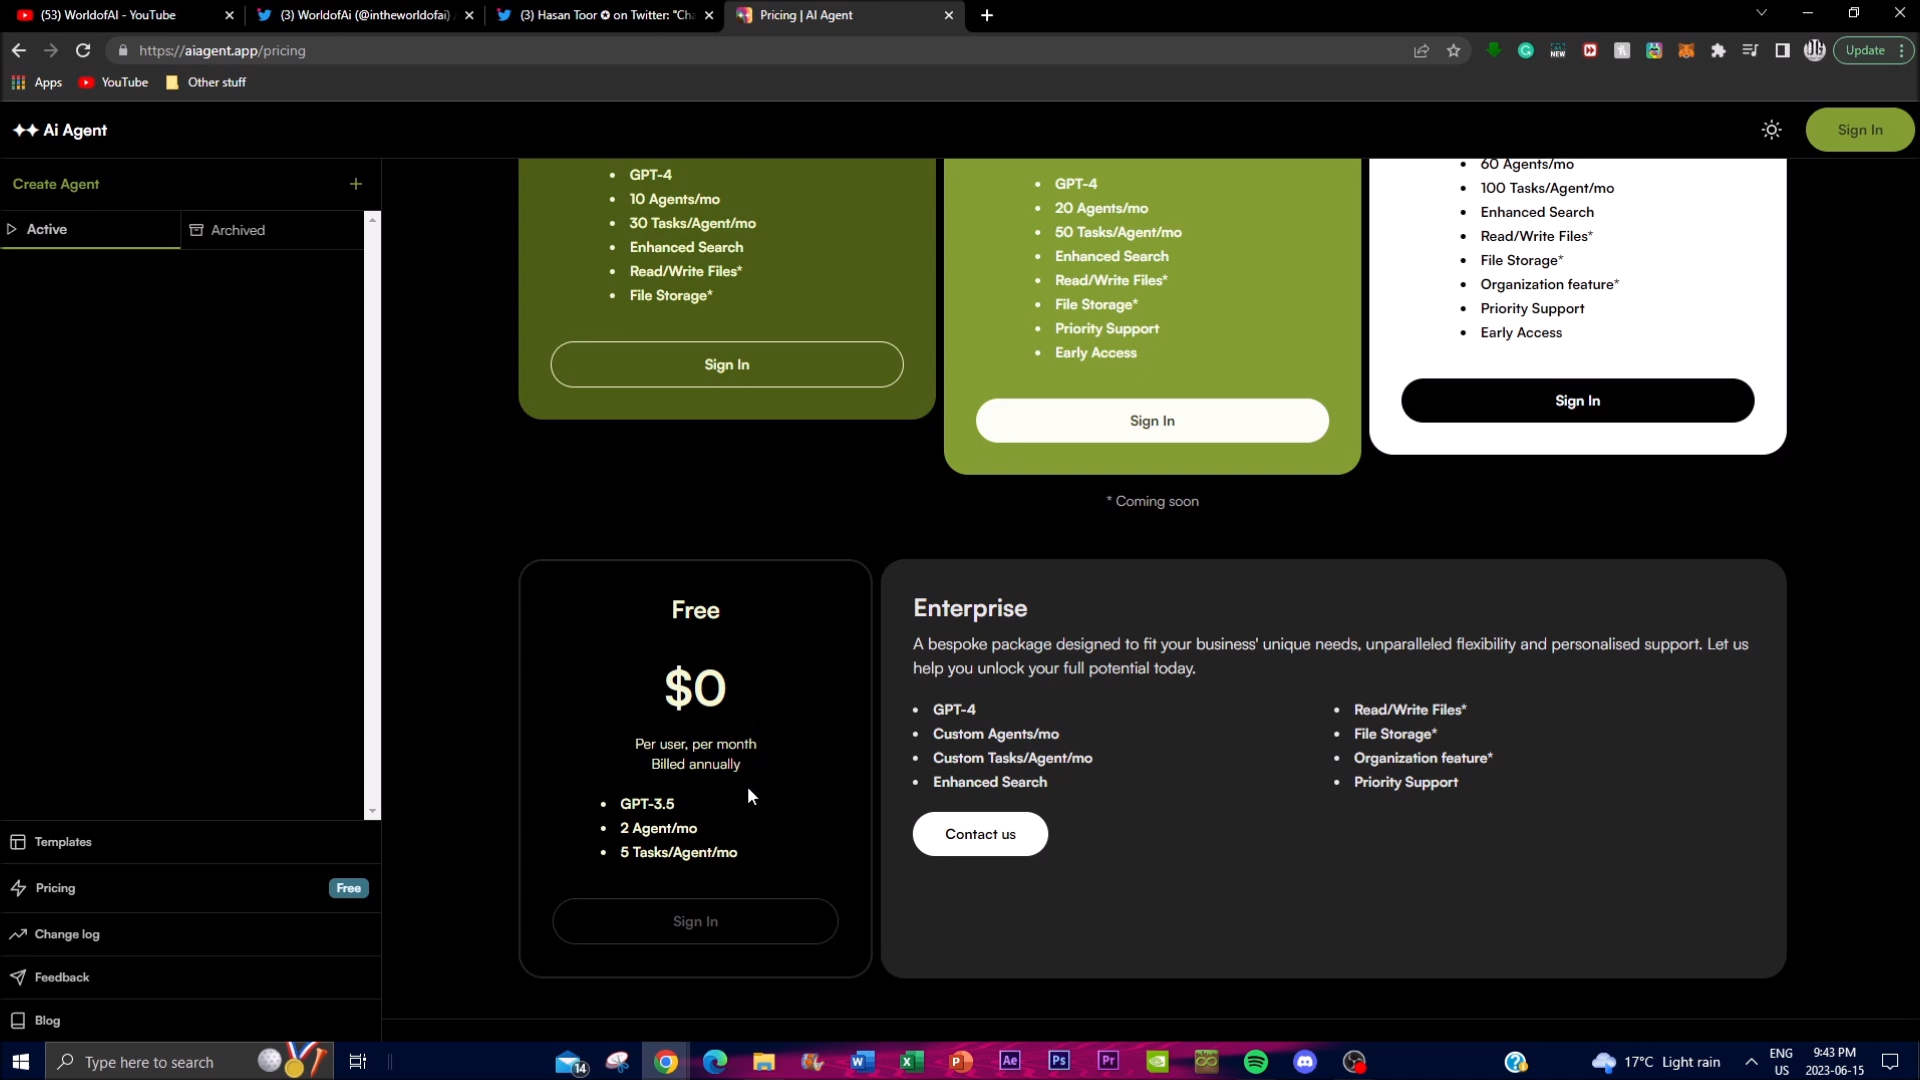 (53) WorldofAI - YouTube
(3) WorldofAi (@intheworldofai)
(3) Hasan Toor ✪ on Twitter: "Cha
Pricing | AI Agent
https://aiagent.app/pricing
Update
Apps
YouTube
Other stuff
Ai Agent
Sign In
Create Agent
Active
Archived
GPT-4
10 Agents/mo
30 Tasks/Agent/mo
Enhanced Search
Read/Write Files*
File Storage*
Sign In
GPT-4
20 Agents/mo
50 Tasks/Agent/mo
Enhanced Search
Read/Write Files*
File Storage*
Priority Support
Early Access
Sign In
60 Agents/mo
100 Tasks/Agent/mo
Enhanced Search
Read/Write Files*
File Storage*
Organization feature*
Priority Support
Early Access
Sign In
* Coming soon
Free
$0
Per user, per month
Billed annually
GPT-3.5
2 Agent/mo
5 Tasks/Agent/mo
Sign In
Enterprise
A bespoke package designed to fit your business' unique needs, unparalleled flexibility and personalised support. Let us
help you unlock your full potential today.
GPT-4
Custom Agents/mo
Custom Tasks/Agent/mo
Enhanced Search
Read/Write Files*
File Storage*
Organization feature*
Priority Support
Contact us
Templates
Pricing
Free
Change log
Feedback
Blog
Type here to search
14
Ae
Ps
Pr
17°C Light rain
ENG
US
9:43 PM
2023-06-15